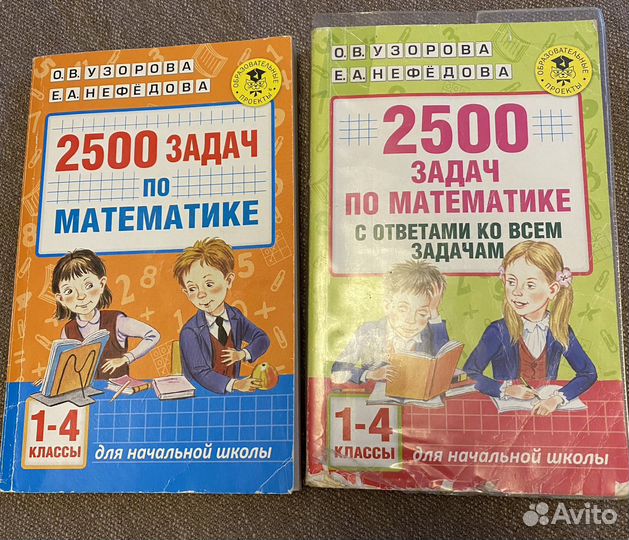 О.В.УЗОРОВА
Е.А.НЕФЁДОВА
ОБРАЗОВАТЕЛЬНЫЕ
ПРОЕКТЫ
2500 ЗАДАЧ
ПО
МАТЕМАТИКЕ
1-4
КЛАССЫ
для начальной школы
О.В.УЗОРОВА
Е.А.НЕФЁДОВА
ОБРАЗОВАТЕЛЬНЫЕ
ПРОЕКТЫ
2500
ЗАДАЧ
ПО МАТЕМАТИКЕ
С ОТВЕТАМИ КО ВСЕМ
ЗАДАЧАМ
1-4
КЛАССЫ
для начальной школы
Avito